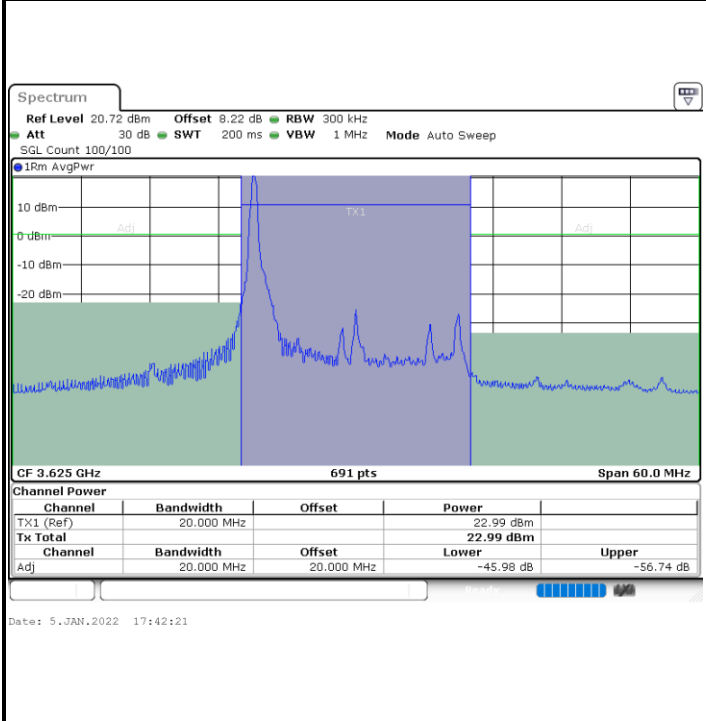 Spectrum
Ref Level 20.72 dBm Offset 8.22 dB RBW 300 kHz
Att 30 dB SWT 200 ms VBW 1 MHz Mode Auto Sweep
SGL Count 100/100
1Rm AvgPwr
TX1
10 dBm
Adj Adj
0 dBm
-10 dBm
-20 dBm
CF 3.625 GHz 691 pts Span 60.0 MHz
Channel Power
Channel Bandwidth Offset Power
TX1 (Ref) 20.000 MHz 22.99 dBm
Tx Total 22.99 dBm
Channel Bandwidth Offset Lower Upper
Adj 20.000 MHz 20.000 MHz -45.98 dB -56.74 dB
Ready
Date: 5.JAN.2022 17:42:21